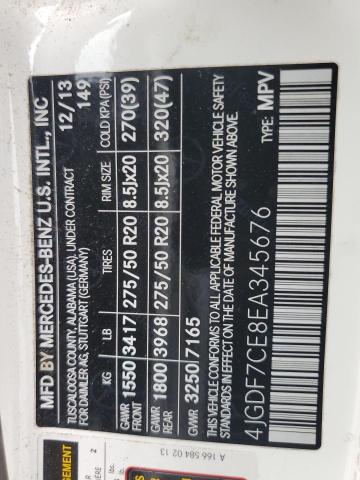 MFD BY MERCEDES-BENZ U.S. INTL., INC
TUSCALOOSA COUNTY, ALABAMA (USA), UNDER CONTRACT 12/13
FOR DAIMLER AG, STUTTGART (GERMANY) 149
KG LB TIRES RIM SIZE COLD KPA(PSI)
GAWR FRONT 1550 3417 275/50 R20 8.5Jx20 270(39)
GAWR REAR 1800 3968 275/50 R20 8.5Jx20 320(47)
GVWR 3250 7165
THIS VEHICLE CONFORMS TO ALL APPLICABLE FEDERAL MOTOR VEHICLE SAFETY
STANDARDS IN EFFECT ON THE DATE OF MANUFACTURE SHOWN ABOVE.
4JGDF7CE8EA345676 TYPE: MPV
A 166 584 02 13
GEMENT
2
lbs.